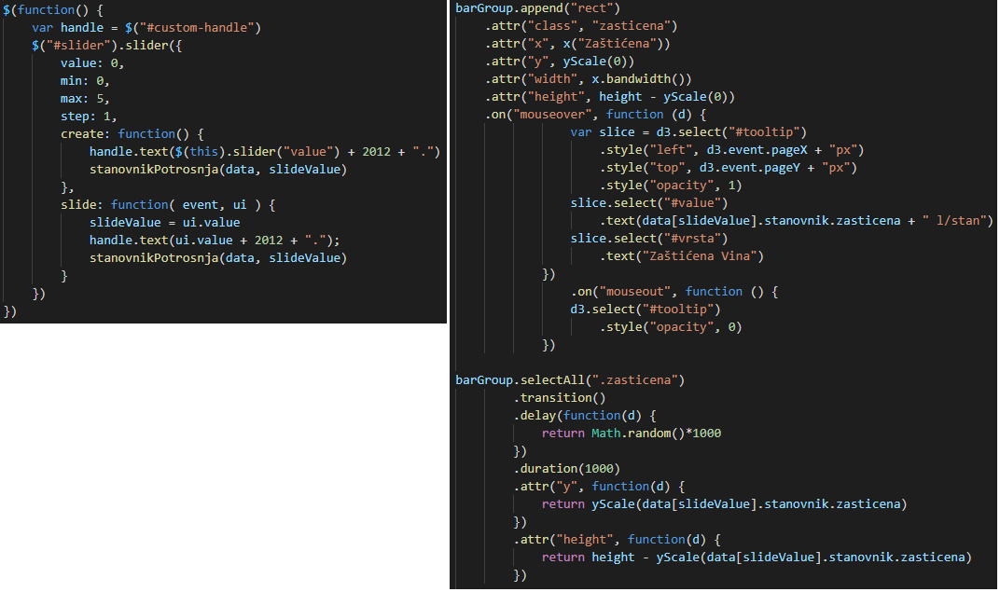 $(function() {
    var handle = $("#custom-handle")
    $("#slider").slider({
        value: 0,
        min: 0,
        max: 5,
        step: 1,
        create: function() {
            handle.text($(this).slider("value") + 2012 + ".")
            stanovnikPotrosnja(data, slideValue)
        },
        slide: function( event, ui ) {
            slideValue = ui.value
            handle.text(ui.value + 2012 + ".");
            stanovnikPotrosnja(data, slideValue)
        }
    })
})
barGroup.append("rect")
    .attr("class", "zasticena")
    .attr("x", x("Zaštićena"))
    .attr("y", yScale(0))
    .attr("width", x.bandwidth())
    .attr("height", height - yScale(0))
    .on("mouseover", function (d) {
                var slice = d3.select("#tooltip")
                    .style("left", d3.event.pageX + "px")
                    .style("top", d3.event.pageY + "px")
                    .style("opacity", 1)
                slice.select("#value")
                    .text(data[slideValue].stanovnik.zasticena + " l/stan")
                slice.select("#vrsta")
                    .text("Zaštićena Vina")
            })
                .on("mouseout", function () {
                d3.select("#tooltip")
                    .style("opacity", 0)
            })
barGroup.selectAll(".zasticena")
        .transition()
        .delay(function(d) {
            return Math.random()*1000
        })
        .duration(1000)
        .attr("y", function(d) {
            return yScale(data[slideValue].stanovnik.zasticena)
        })
        .attr("height", function(d) {
            return height - yScale(data[slideValue].stanovnik.zasticena)
        })